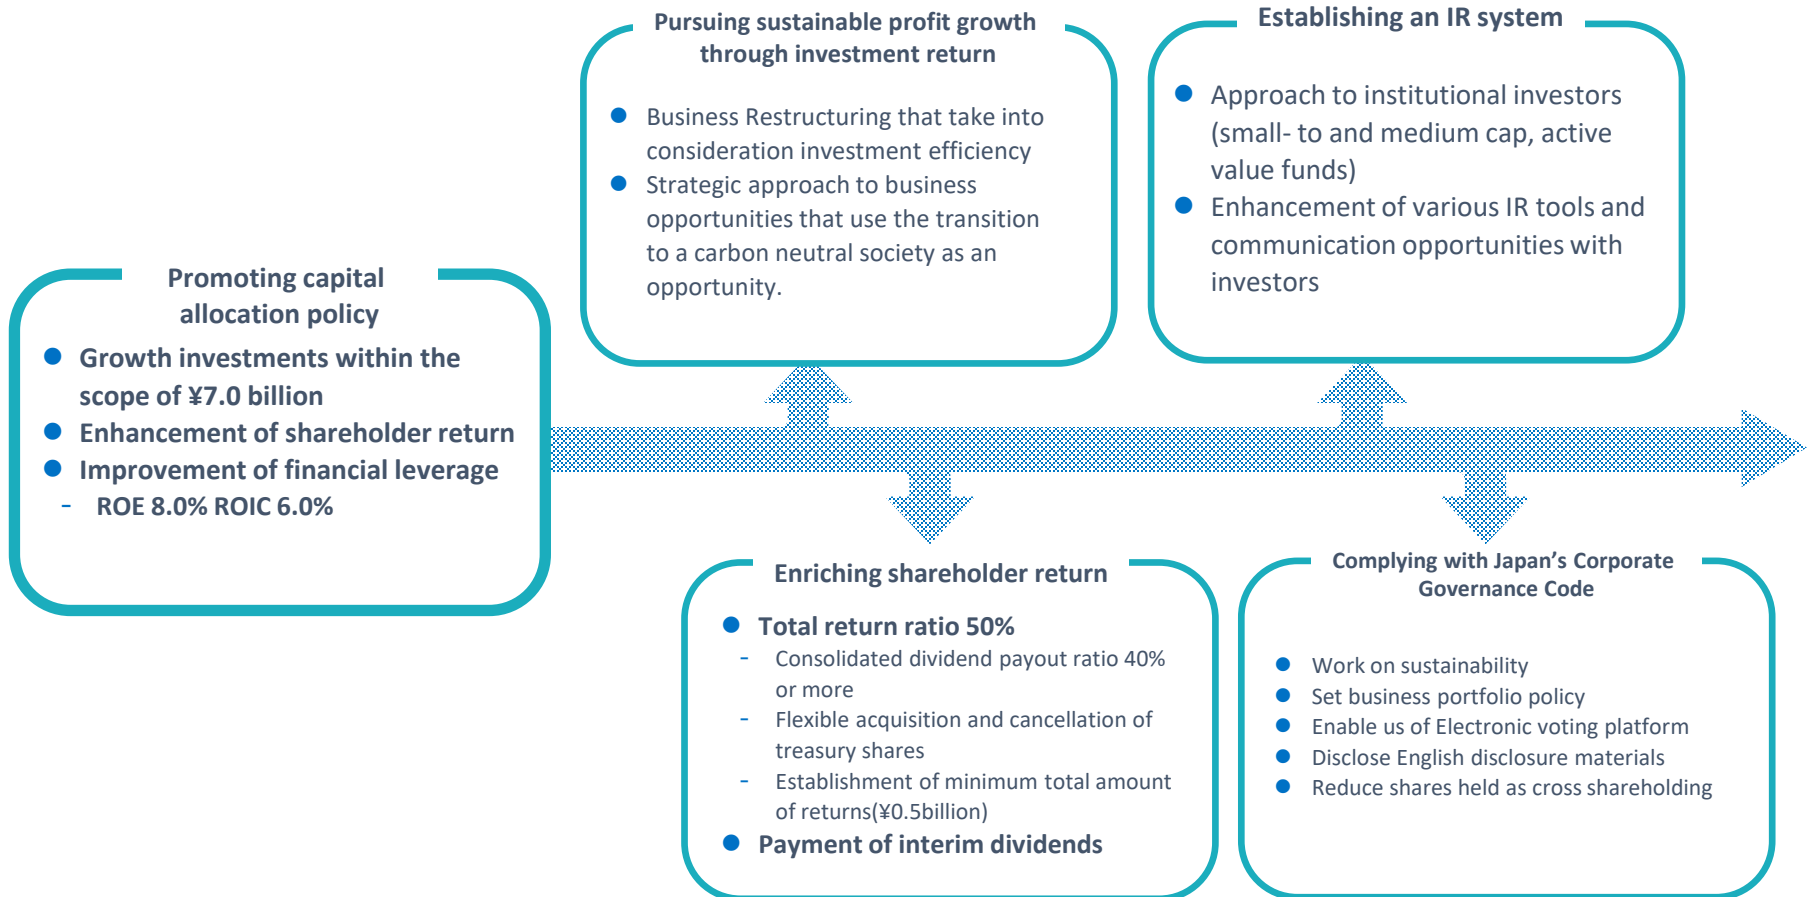 Promoting capital
allocation policy
● Growth investments within the
scope of ¥7.0 billion
● Enhancement of shareholder return
● Improvement of financial leverage
- ROE 8.0% ROIC 6.0%
Pursuing sustainable profit growth
through investment return
● Business Restructuring that take into
consideration investment efficiency
● Strategic approach to business
opportunities that use the transition
to a carbon neutral society as an
opportunity.
Establishing an IR system
● Approach to institutional investors
(small- to and medium cap, active
value funds)
● Enhancement of various IR tools and
communication opportunities with
investors
Enriching shareholder return
● Total return ratio 50%
- Consolidated dividend payout ratio 40%
or more
- Flexible acquisition and cancellation of
treasury shares
- Establishment of minimum total amount
of returns(¥0.5billion)
● Payment of interim dividends
Complying with Japan’s Corporate
Governance Code
● Work on sustainability
● Set business portfolio policy
● Enable us of Electronic voting platform
● Disclose English disclosure materials
● Reduce shares held as cross shareholding